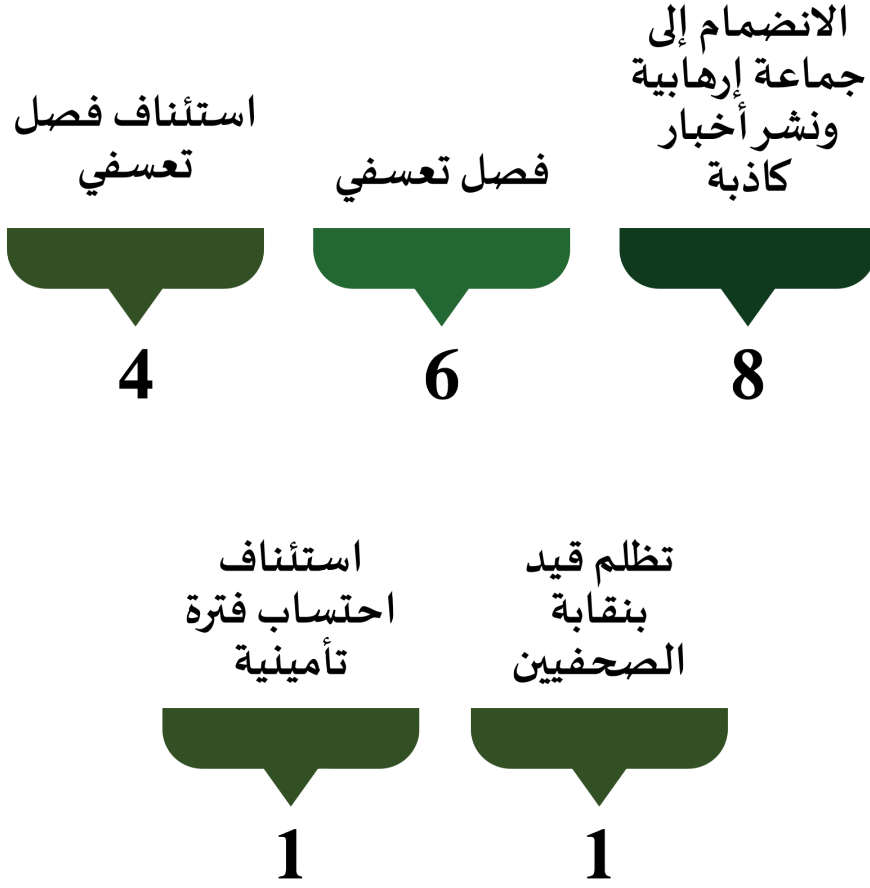 الانضمام إلى
جماعة إرهابية
ونشر أخبار
كاذبة
8
فصل تعسفي
6
استئناف فصل
تعسفي
4
تظلم قيد
بنقابة
الصحفيين
1
استئناف
احتساب فترة
تأمينية
1